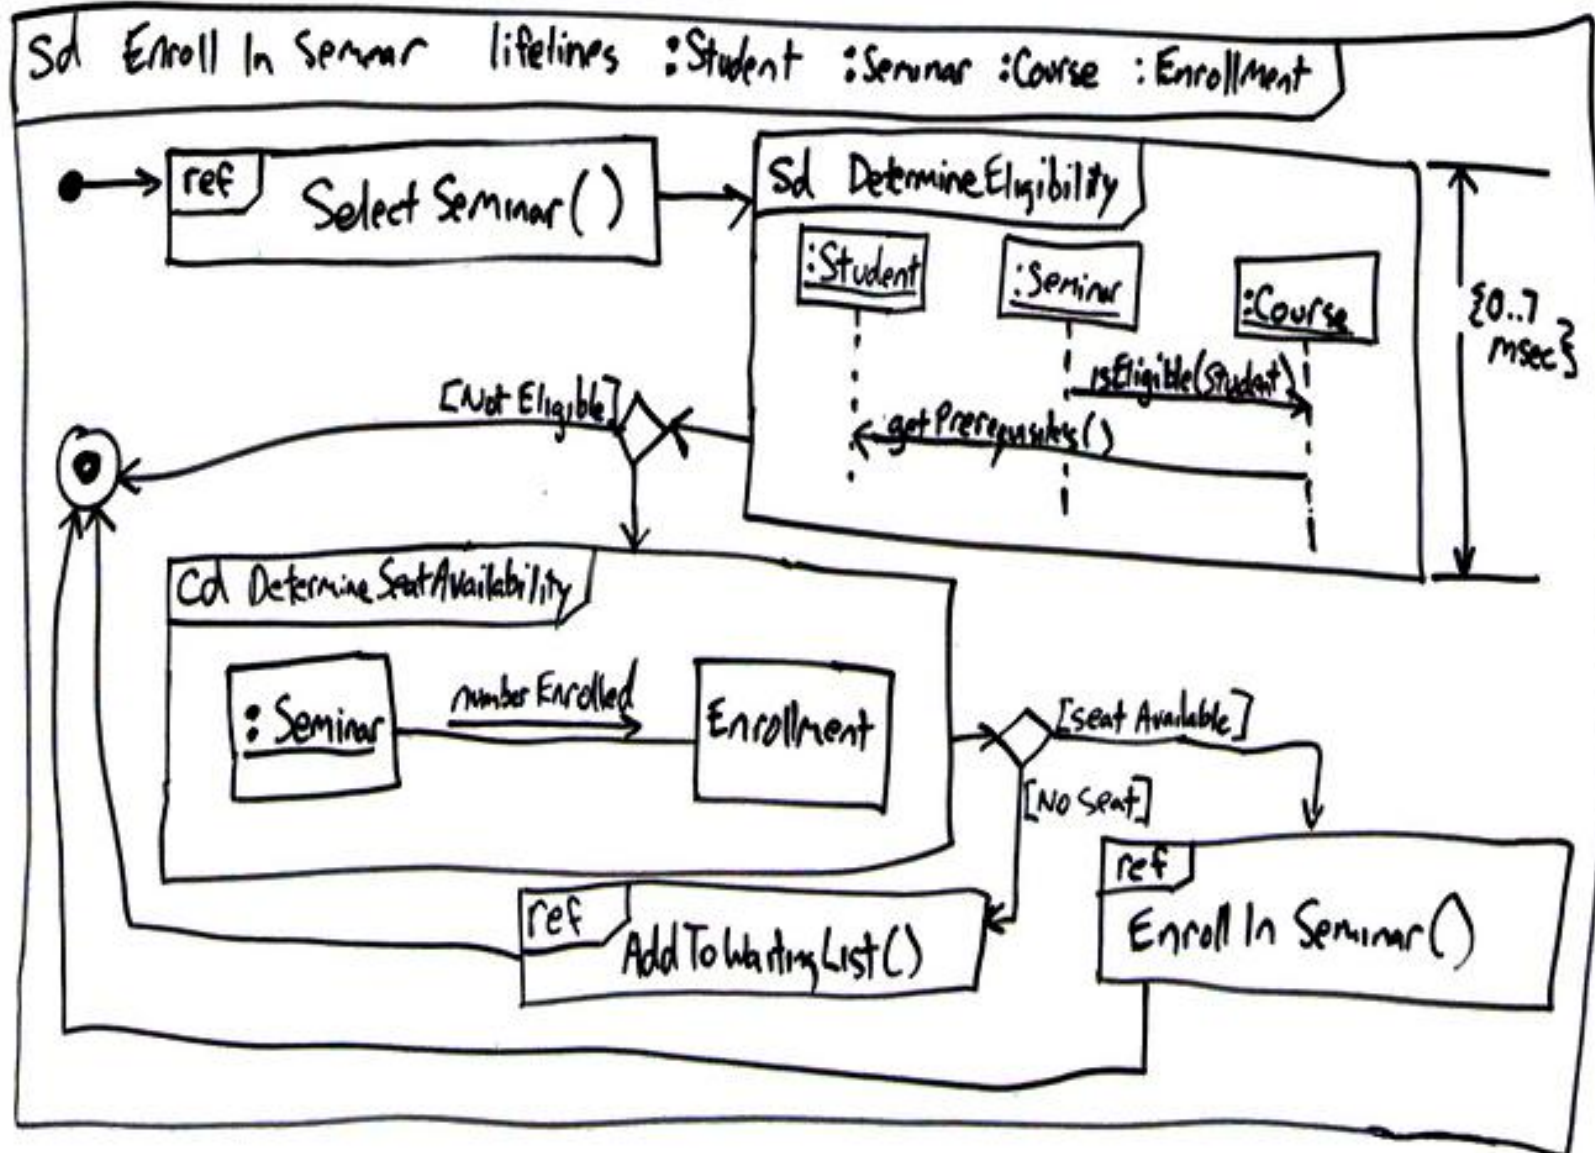 Sd Enroll In Seminar lifelines :Student :Seminar :Course :Enrollment
ref
Select Seminar()
Sd DetermineEligibility
:Student
:Seminar
:Course
{0..7
msec}
isEligible(student)
getPrerequisites()
[Not Eligible]
Cd DetermineSeatAvailability
:Seminar
numberEnrolled
Enrollment
[seat Available]
[No Seat]
ref
AddToWaitingList()
ref
Enroll In Seminar()